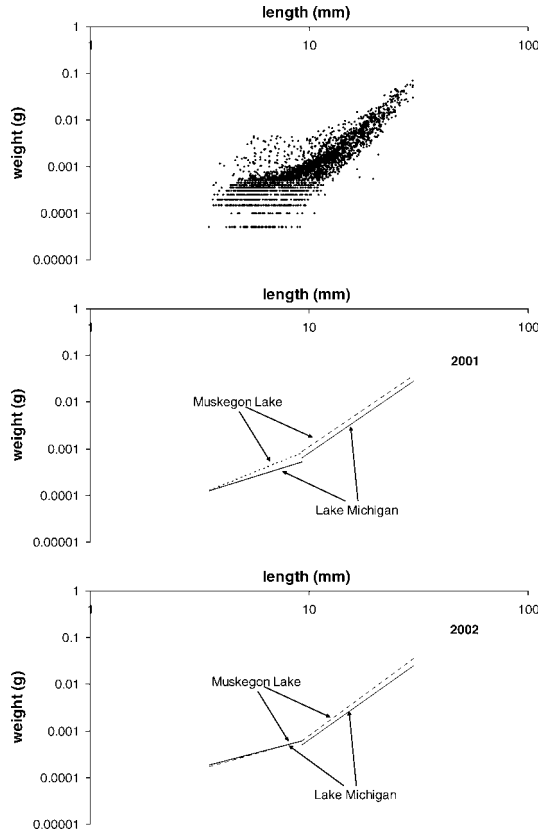 length (mm)
1
10
100
1
0.1
0.01
0.001
0.0001
0.00001
weight (g)
length (mm)
1
10
100
1
0.1
0.01
0.001
0.0001
0.00001
weight (g)
2001
Muskegon Lake
Lake Michigan
length (mm)
1
10
100
1
0.1
0.01
0.001
0.0001
0.00001
weight (g)
2002
Muskegon Lake
Lake Michigan